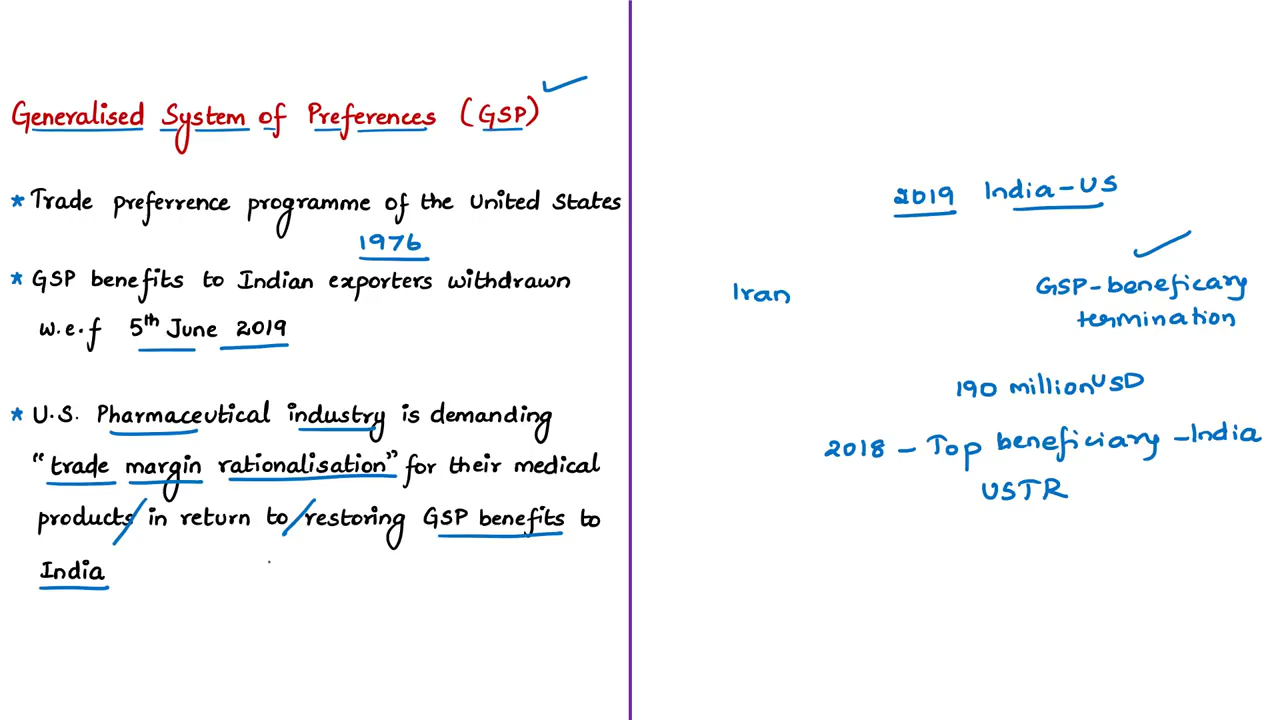 Generalised System of Preferences (GSP)
* Trade preferrence programme of the United States
1976
* GSP benefits to Indian exporters withdrawn
w.e.f 5th June 2019
* U.S. Pharmaceutical industry is demanding
"trade margin rationalisation" for their medical
products in return to restoring GSP benefits to
India
2019 India-US
Iran
GSP-beneficary
termination
190 million USD
2018 - Top beneficiary - India
USTR